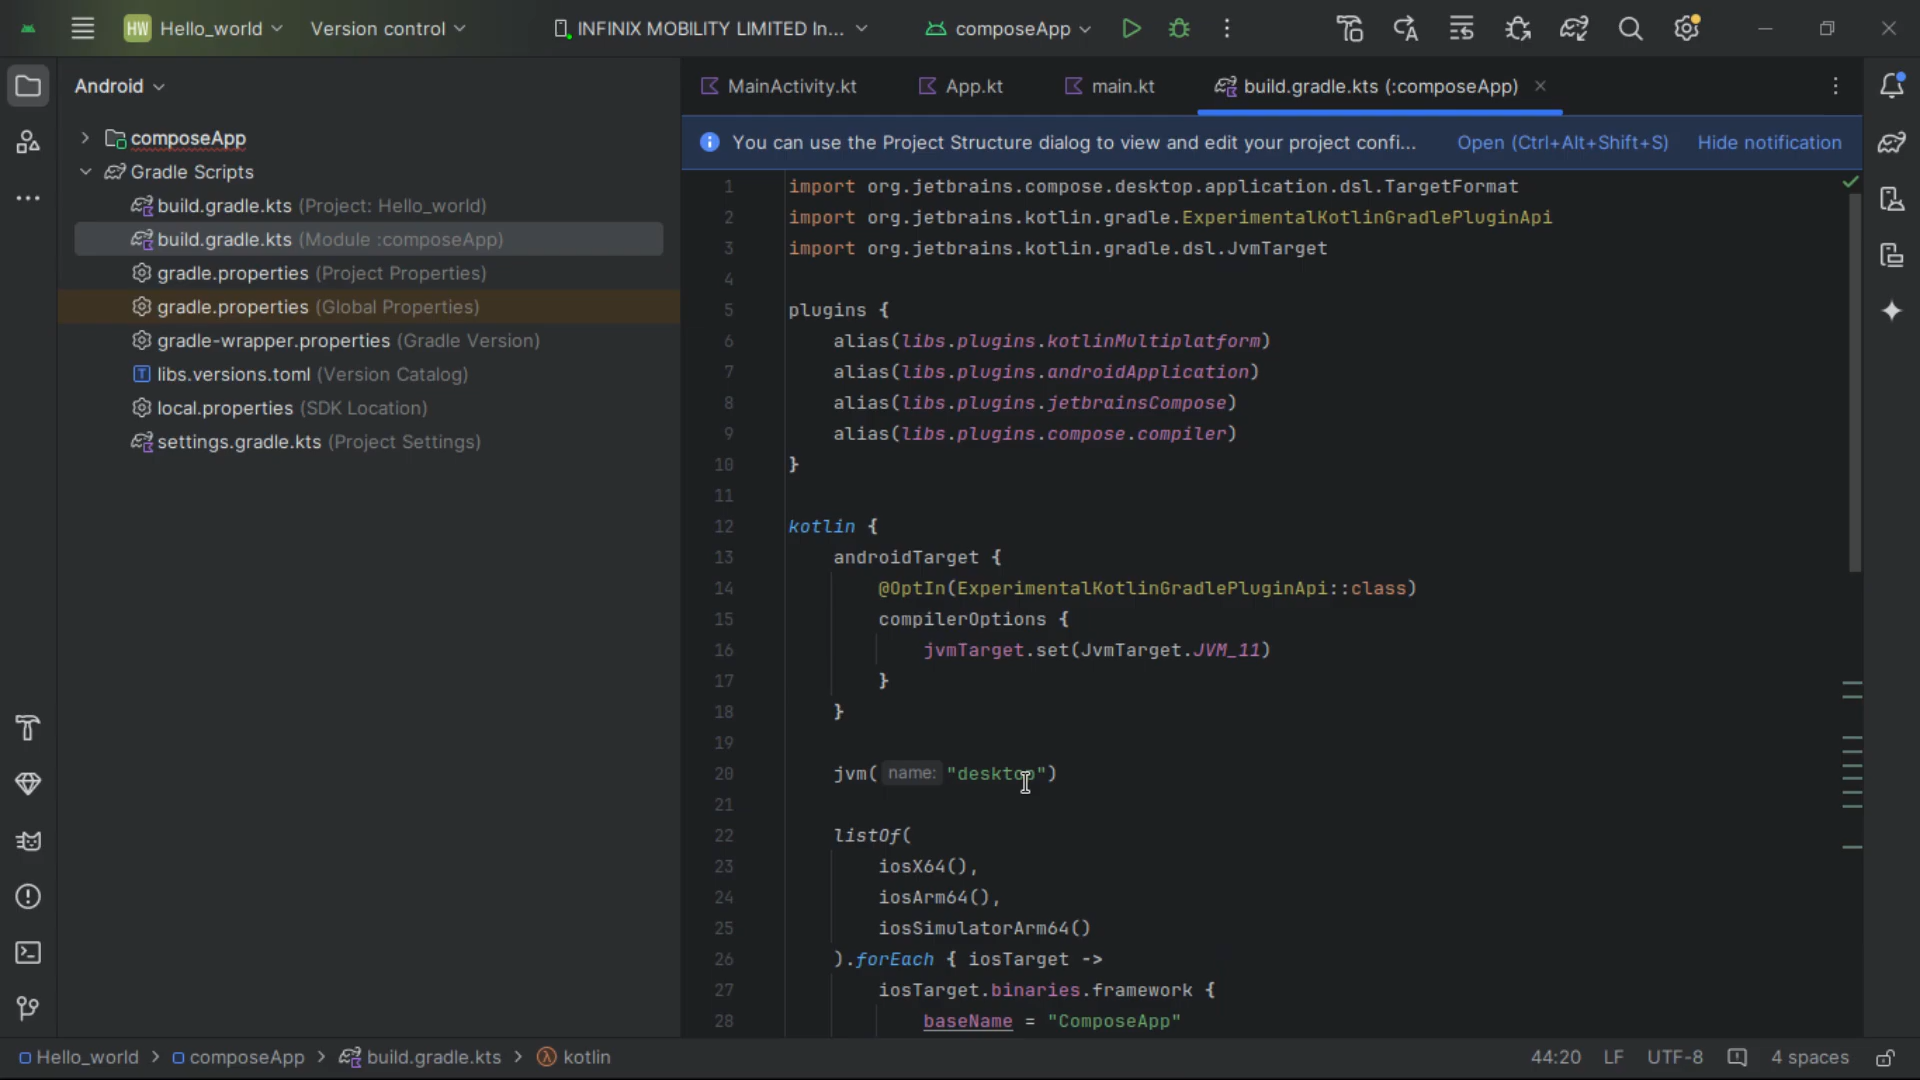 HW Hello_world
Version control
INFINIX MOBILITY LIMITED In...
composeApp
Android
MainActivity.kt
App.kt
main.kt
build.gradle.kts (:composeApp)
You can use the Project Structure dialog to view and edit your project confi...
Open (Ctrl+Alt+Shift+S)
Hide notification
composeApp
Gradle Scripts
build.gradle.kts (Project: Hello_world)
build.gradle.kts (Module :composeApp)
gradle.properties (Project Properties)
gradle.properties (Global Properties)
gradle-wrapper.properties (Gradle Version)
T libs.versions.toml (Version Catalog)
local.properties (SDK Location)
settings.gradle.kts (Project Settings)
1 import org.jetbrains.compose.desktop.application.dsl.TargetFormat
2 import org.jetbrains.kotlin.gradle.ExperimentalKotlinGradlePluginApi
3 import org.jetbrains.kotlin.gradle.dsl.JvmTarget
4
5 plugins {
6 alias(libs.plugins.kotlinMultiplatform)
7 alias(libs.plugins.androidApplication)
8 alias(libs.plugins.jetbrainsCompose)
9 alias(libs.plugins.compose.compiler)
10 }
11
12 kotlin {
13 androidTarget {
14 @OptIn(ExperimentalKotlinGradlePluginApi::class)
15 compilerOptions {
16 jvmTarget.set(JvmTarget.JVM_11)
17 }
18 }
19
20 jvm( name: "desktop")
21
22 listOf(
23 iosX64(),
24 iosArm64(),
25 iosSimulatorArm64()
26 ).forEach { iosTarget ->
27 iosTarget.binaries.framework {
28 baseName = "ComposeApp"
Hello_world > composeApp > build.gradle.kts > kotlin
44:20
LF
UTF-8
4 spaces